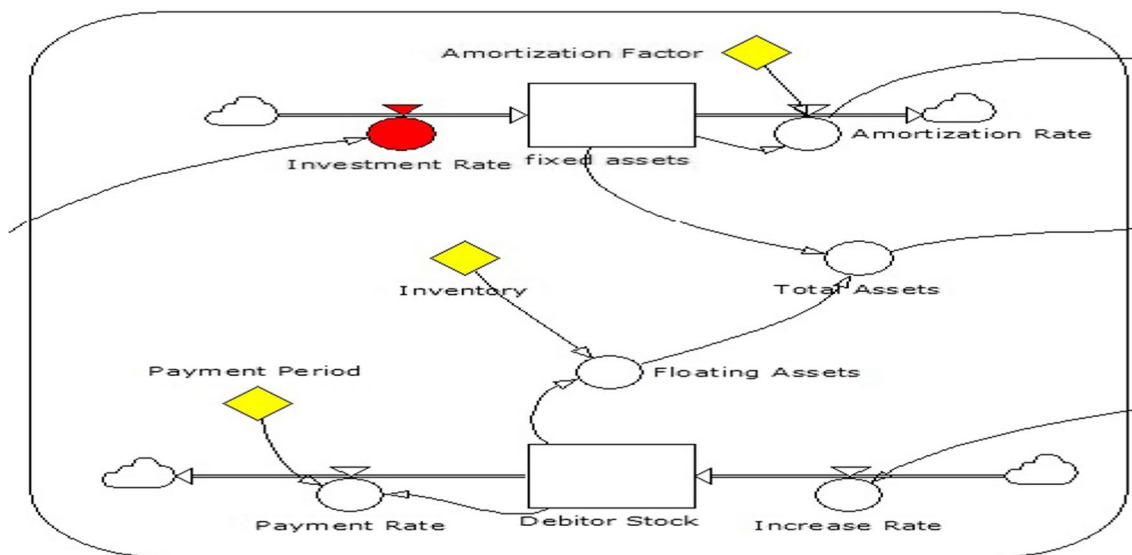 Amortization Factor
Amortization Rate
Investment Rate
fixed assets
Inventory
Total Assets
Payment Period
Floating Assets
Payment Rate
Debitor Stock
Increase Rate